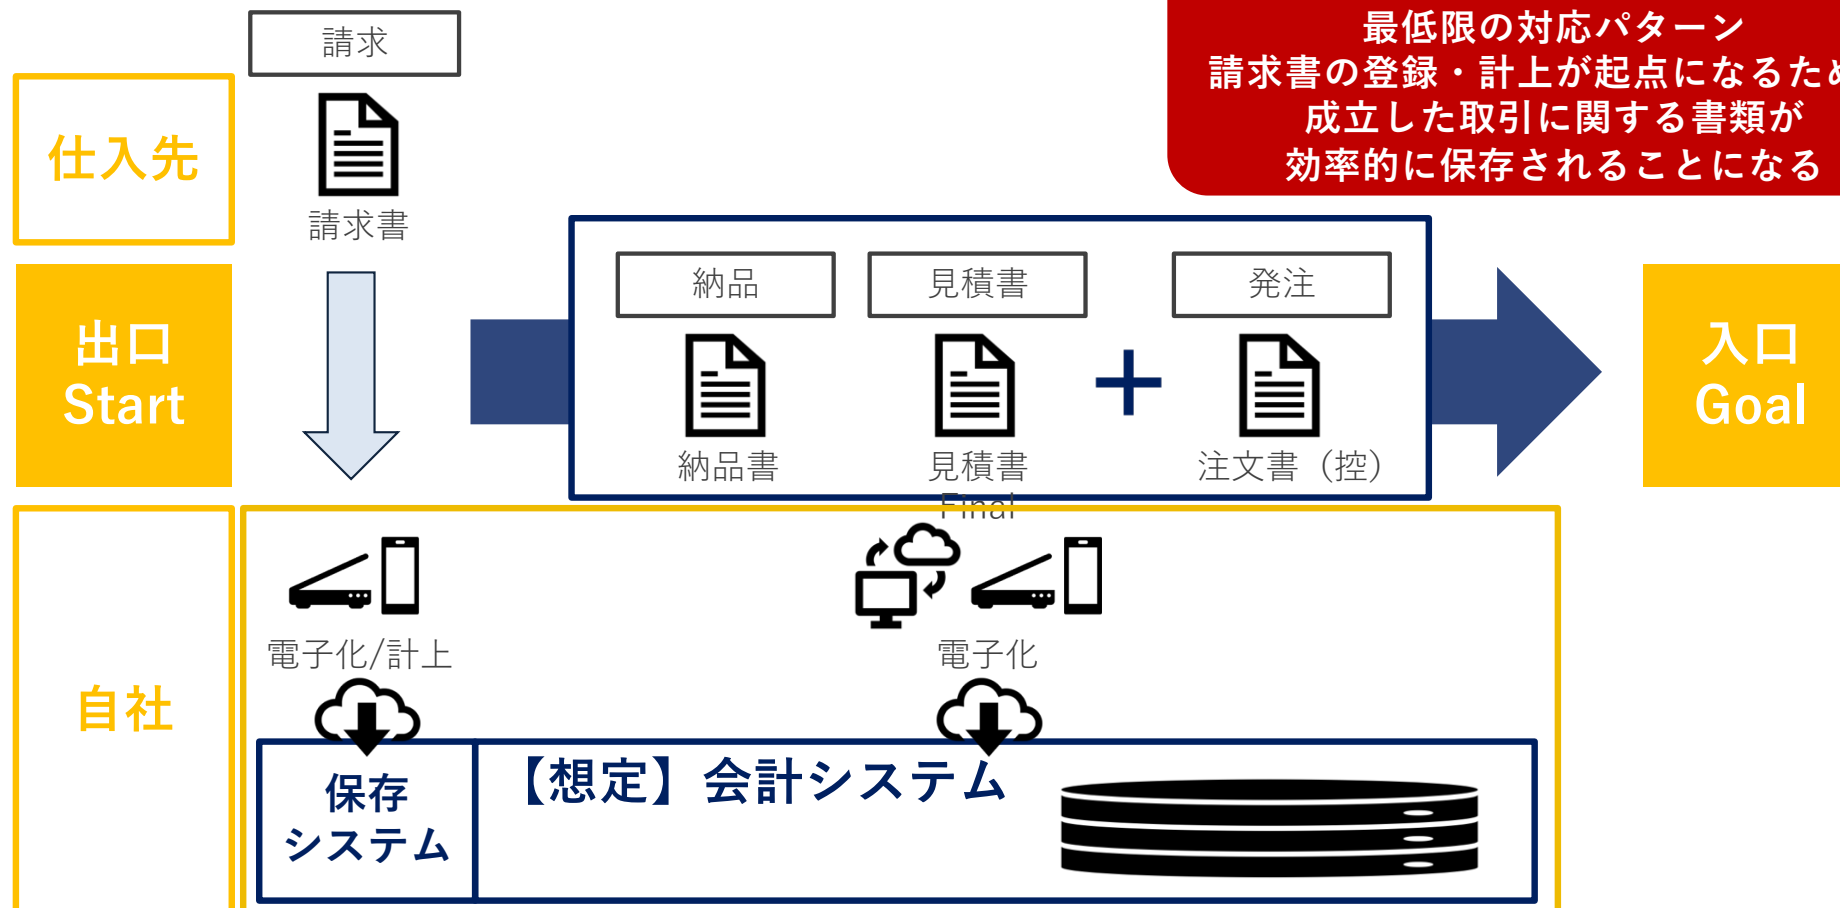 請求
最低限の対応パターン
請求書の登録・計上が起点になるため
成立した取引に関する書類が
効率的に保存されることになる
仕入先
請求書
納品
見積書
発注
出口
Start
入口
Goal
納品書
見積書
Final
注文書（控）
電子化/計上
電子化
自社
保存
システム
【想定】会計システム